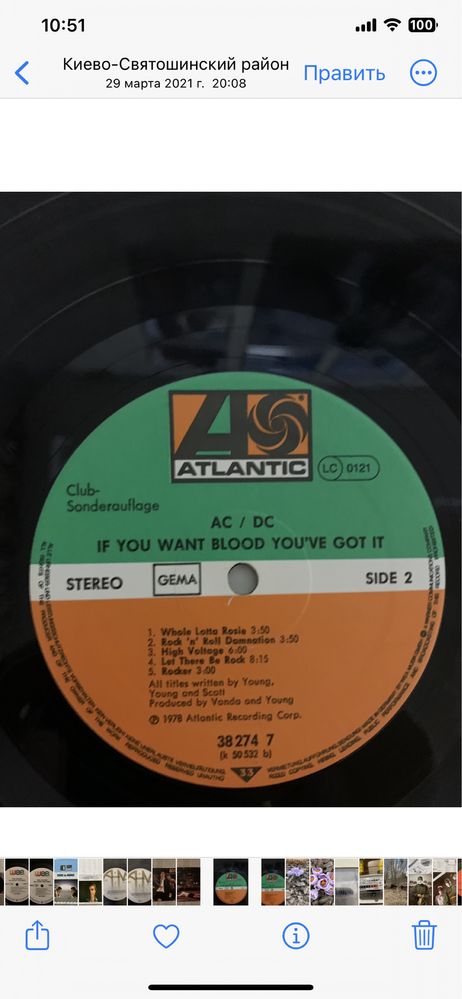 10:51
100
Киево-Святошинский район
29 марта 2021 г. 20:08
Править
ATLANTIC
LC 0121
Club-
Sonderauflage
AC / DC
IF YOU WANT BLOOD YOU'VE GOT IT
STEREO
GEMA
SIDE 2
1. Whole Lotta Rosie 3:50
2. Rock 'n' Roll Damnation 3:50
3. High Voltage 6:00
4. Let There Be Rock 8:15
5. Rocker 3:00
All titles written by Young,
Young and Scott
Produced by Vanda and Young
℗ 1978 Atlantic Recording Corp.
38 274 7
(k 50 532 b)
33